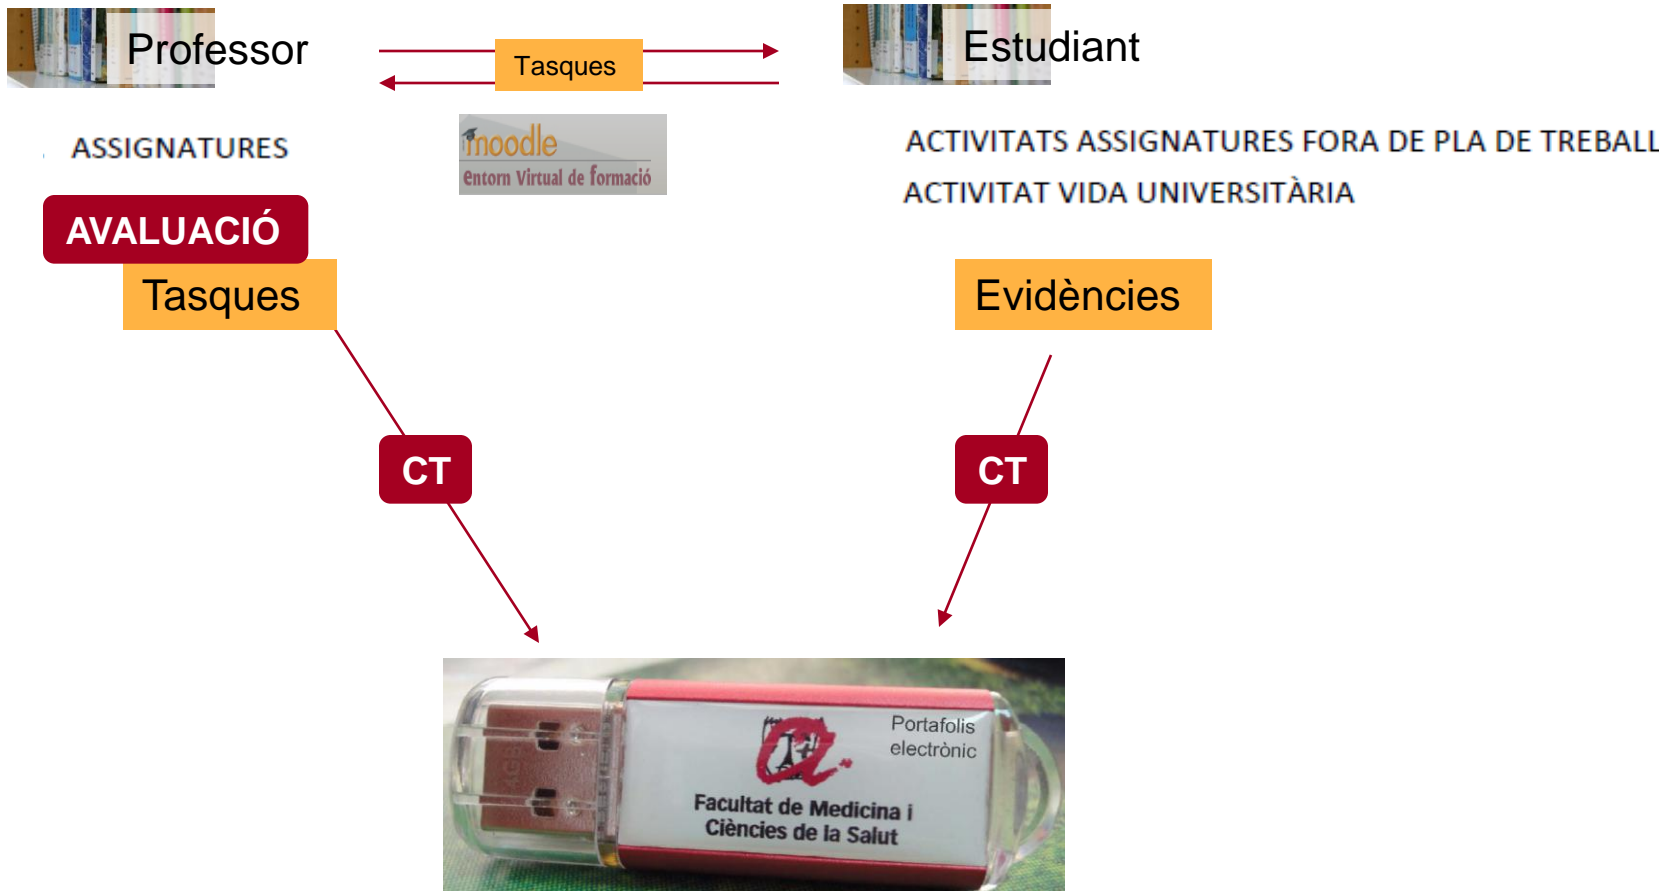 Professor
Tasques
Estudiant
moodle
entorn Virtual de formació
ASSIGNATURES
ACTIVITATS ASSIGNATURES FORA DE PLA DE TREBALL
ACTIVITAT VIDA UNIVERSITÀRIA
AVALUACIÓ
Tasques
Evidències
CT
CT
Portafolis
electrònic
Facultat de Medicina i
Ciències de la Salut